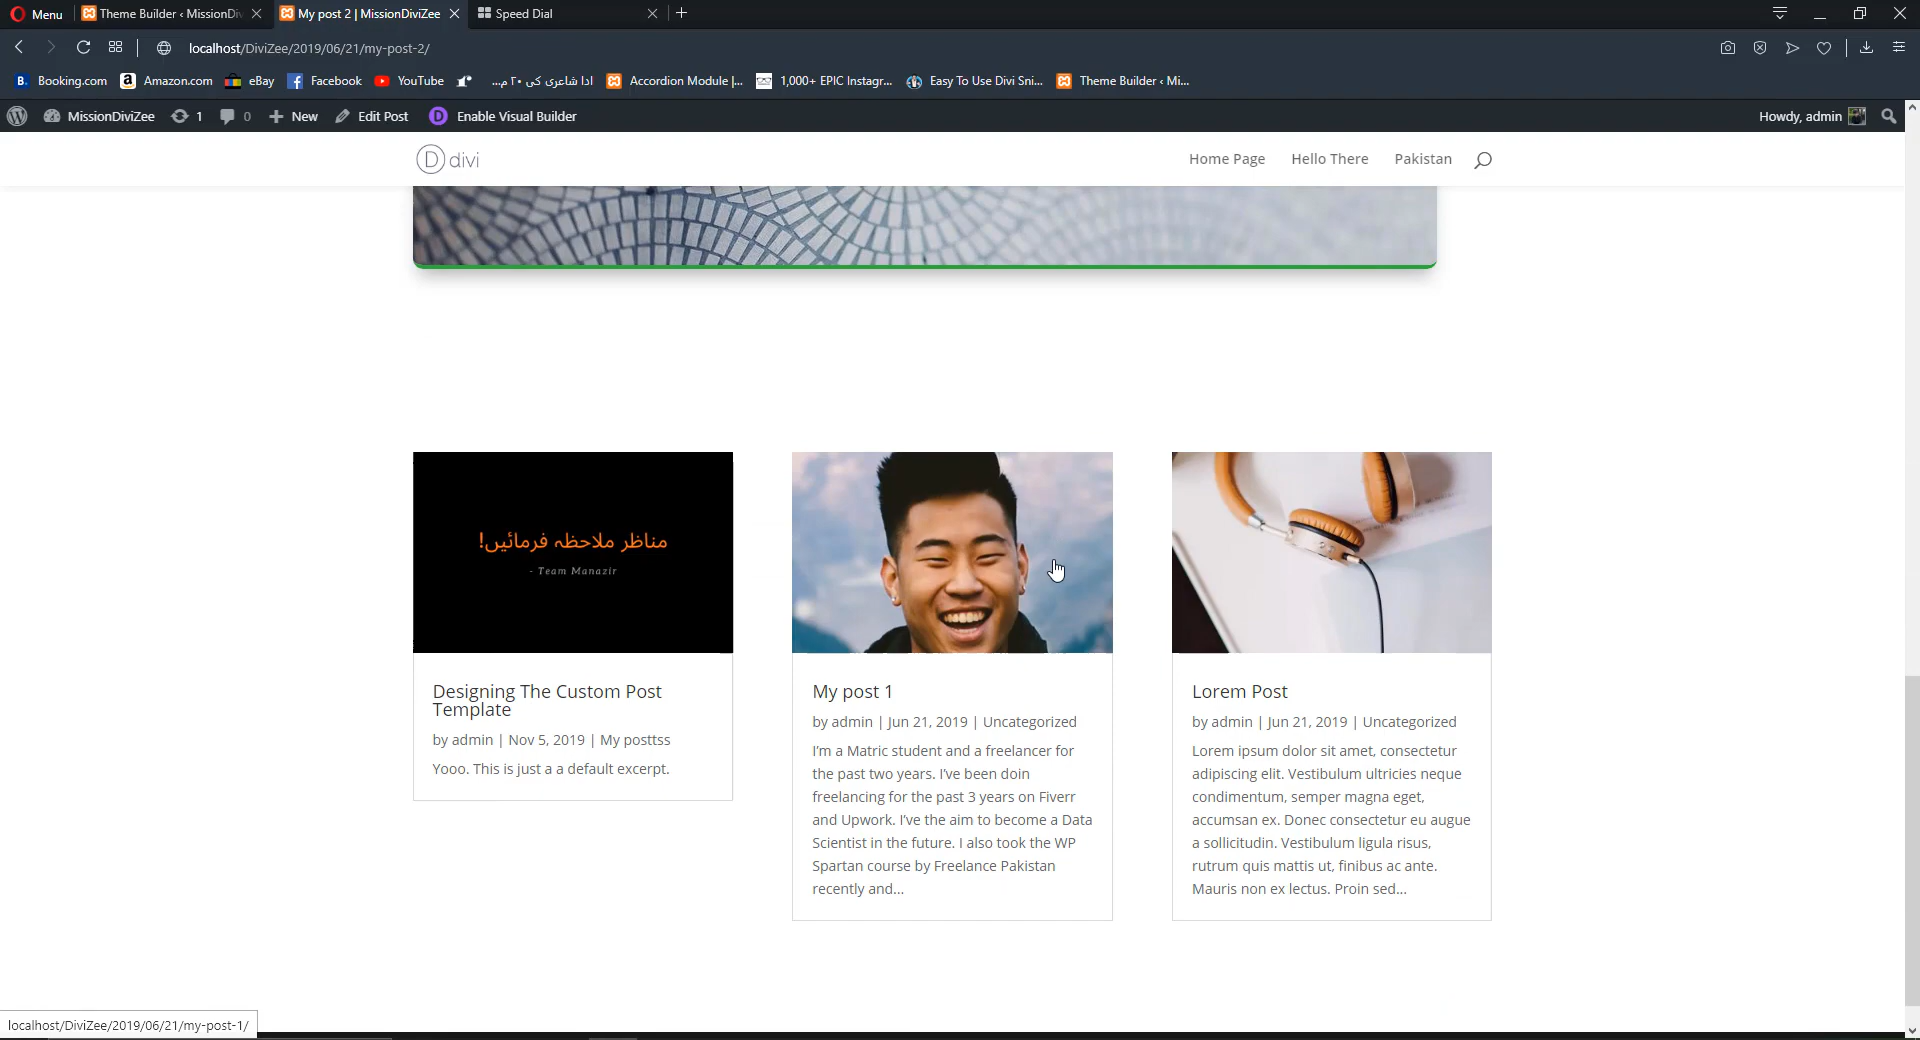 Menu
Theme Builder ‹ MissionDiv
My post 2 | MissionDiviZee
Speed Dial
localhost/DiviZee/2019/06/21/my-post-2/
Booking.com
Amazon.com
eBay
Facebook
YouTube
ادا شاعری کی ۲۰ م...
Accordion Module |...
1,000+ EPIC Instagr...
Easy To Use Divi Sni...
Theme Builder ‹ Mi...
MissionDiviZee
1
0
New
Edit Post
Enable Visual Builder
Howdy, admin
D divi
Home Page
Hello There
Pakistan
مناظر ملاحظہ فرمائیں!
- Team Manazir
Designing The Custom Post
Template
by admin | Nov 5, 2019 | My posttss
Yooo. This is just a a default excerpt.
My post 1
by admin | Jun 21, 2019 | Uncategorized
I'm a Matric student and a freelancer for
the past two years. I've been doin
freelancing for the past 3 years on Fiverr
and Upwork. I've the aim to become a Data
Scientist in the future. I also took the WP
Spartan course by Freelance Pakistan
recently and...
Lorem Post
by admin | Jun 21, 2019 | Uncategorized
Lorem ipsum dolor sit amet, consectetur
adipiscing elit. Vestibulum ultricies neque
condimentum, semper magna eget,
accumsan ex. Donec consectetur eu augue
a sollicitudin. Vestibulum ligula risus,
rutrum quis mattis ut, finibus ac ante.
Mauris non ex lectus. Proin sed...
localhost/DiviZee/2019/06/21/my-post-1/